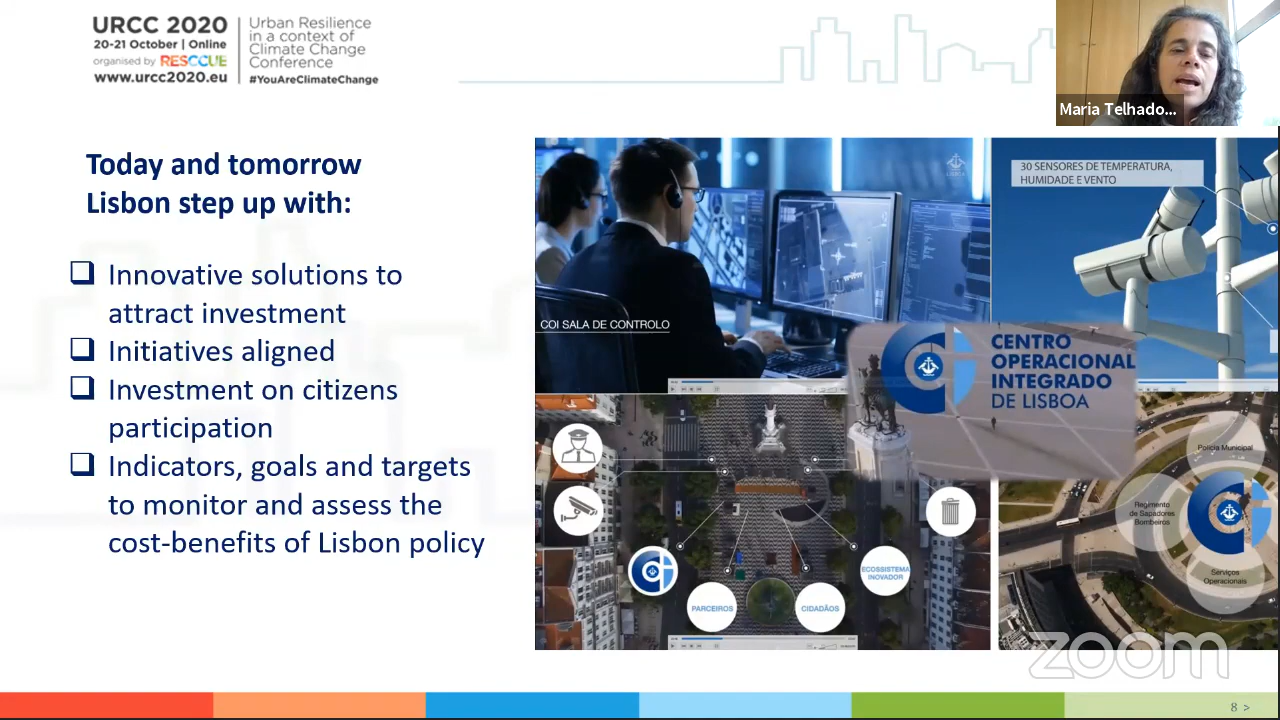 URCC 2020
20-21 October | Online
organised by RESCCUE
www.urcc2020.eu
Urban Resilience
in a context of
Climate Change
Conference
#YouAreClimateChange
Maria Telhado...
Today and tomorrow
Lisbon step up with:
❑ Innovative solutions to
attract investment
❑ Initiatives aligned
❑ Investment on citizens
participation
❑ Indicators, goals and targets
to monitor and assess the
cost-benefits of Lisbon policy
LISBOA
COI SALA DE CONTROLO
30 SENSORES DE TEMPERATURA,
HUMIDADE E VENTO
CENTRO
OPERACIONAL
INTEGRADO
DE LISBOA
PARCEIROS
CIDADÃOS
ECOSSISTEMA
INOVADOR
Polícia Municipal
Regimento
de Sapadores
Bombeiros
Serviços
Operacionais
zoom
8 >